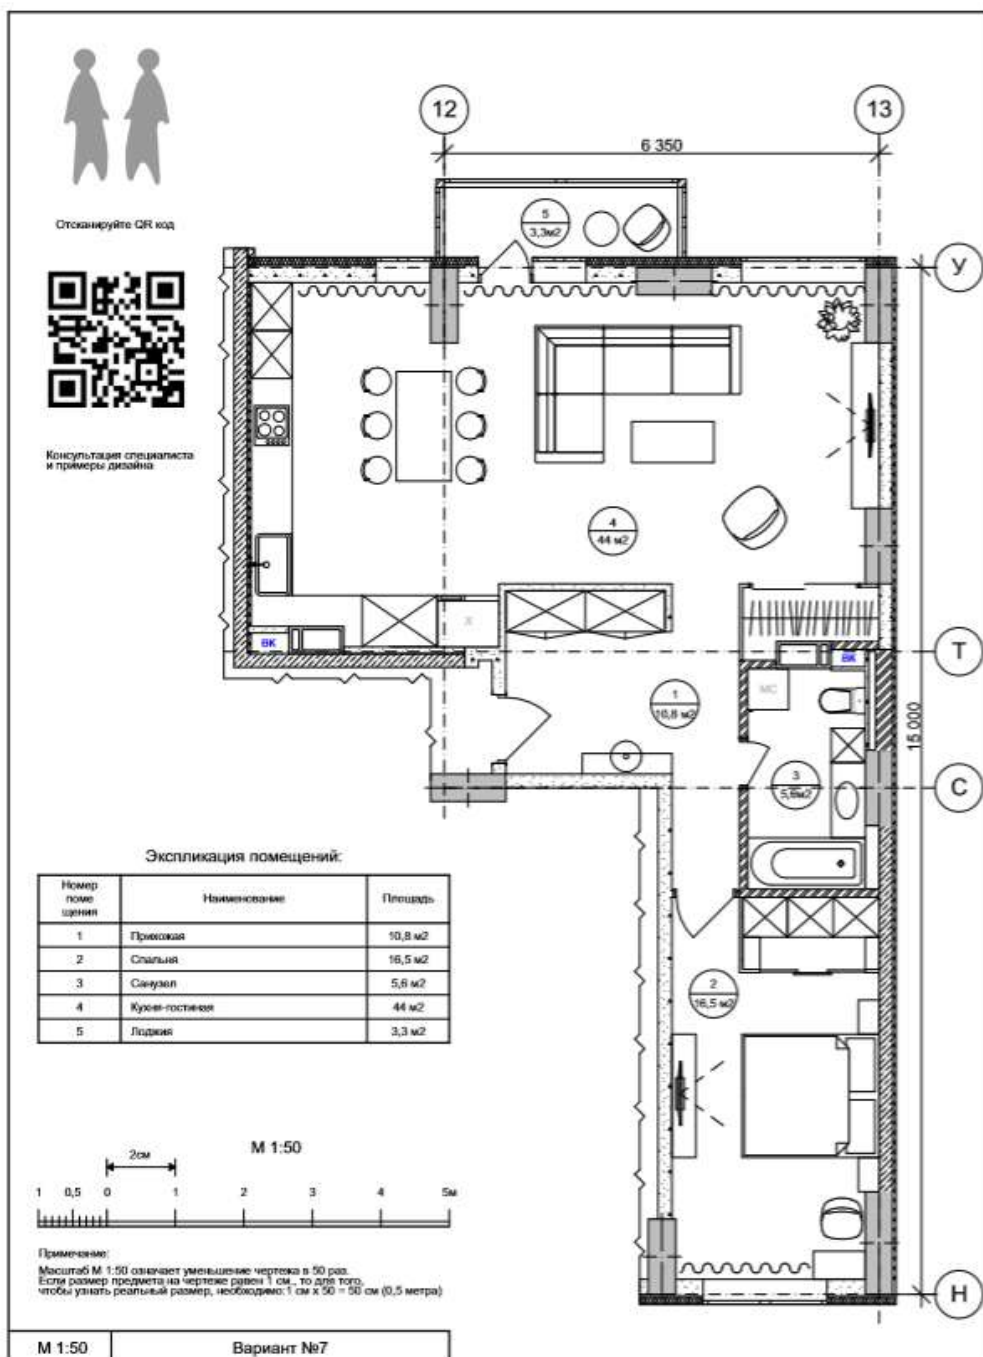 12
13
6 350
Отсканируйте QR код
5
3,3м2
У
Консультация специалиста
и примеры дизайна
4
44 м2
X
ВК
Т
ВК
1
10,8 м2
МС
15 000
3
5,6м2
С
Экспликация помещений:
Номер
поме
щения
Наименование
Площадь
1 Прихожая 10,8 м2
2 Спальня 16,5 м2
3 Санузел 5,6 м2
4 Кухня-гостиная 44 м2
5 Лоджия 3,3 м2
2
16,5 м2
М 1:50
2см
1 0,5 0 1 2 3 4 5м
Примечание:
Масштаб М 1:50 означает уменьшение чертежа в 50 раз.
Если размер предмета на чертеже равен 1 см., то для того,
чтобы узнать реальный размер, необходимо:1 см х 50 = 50 см (0,5 метра)
Н
М 1:50 Вариант №7